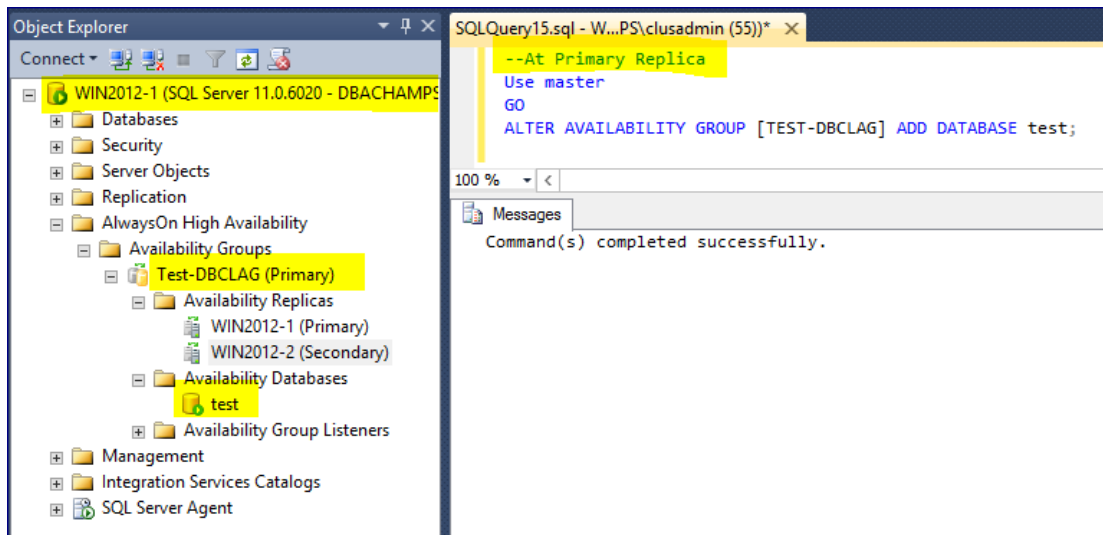 Object Explorer
Connect
WIN2012-1 (SQL Server 11.0.6020 - DBACHAMPS
Databases
Security
Server Objects
Replication
AlwaysOn High Availability
Availability Groups
Test-DBCLAG (Primary)
Availability Replicas
WIN2012-1 (Primary)
WIN2012-2 (Secondary)
Availability Databases
test
Availability Group Listeners
Management
Integration Services Catalogs
SQL Server Agent
SQLQuery15.sql - W...PS\clusadmin (55))*
--At Primary Replica
Use master
GO
ALTER AVAILABILITY GROUP [TEST-DBCLAG] ADD DATABASE test;
100 %
Messages
Command(s) completed successfully.